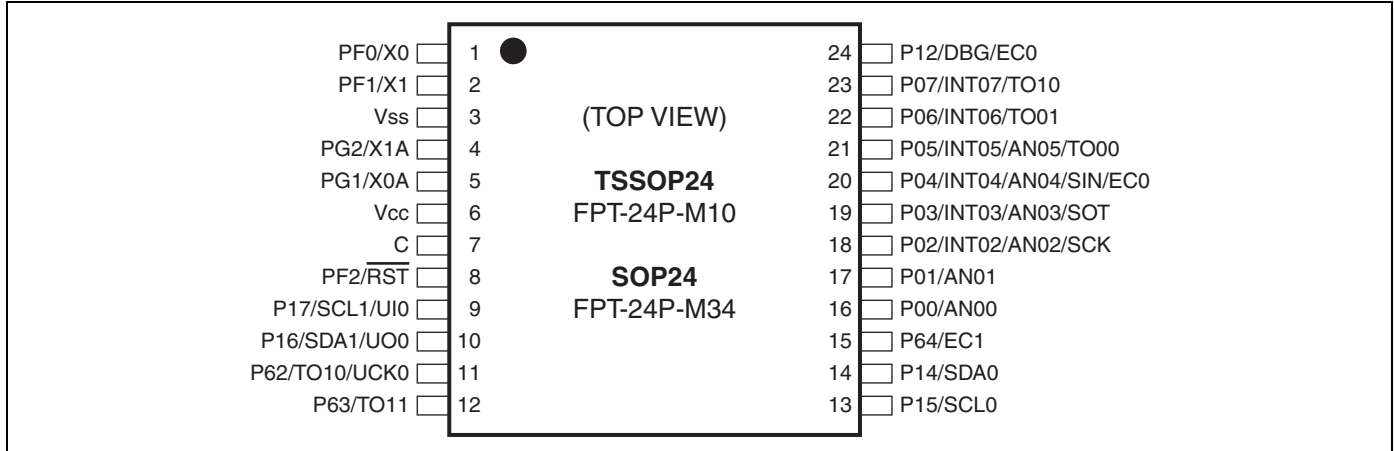 PF0/X0 1 24 P12/DBG/EC0
PF1/X1 2 23 P07/INT07/TO10
Vss 3 (TOP VIEW) 22 P06/INT06/TO01
PG2/X1A 4 21 P05/INT05/AN05/TO00
PG1/X0A 5 TSSOP24 20 P04/INT04/AN04/SIN/EC0
Vcc 6 FPT-24P-M10 19 P03/INT03/AN03/SOT
C 7 18 P02/INT02/AN02/SCK
PF2/RST 8 SOP24 17 P01/AN01
P17/SCL1/UI0 9 FPT-24P-M34 16 P00/AN00
P16/SDA1/UO0 10 15 P64/EC1
P62/TO10/UCK0 11 14 P14/SDA0
P63/TO11 12 13 P15/SCL0